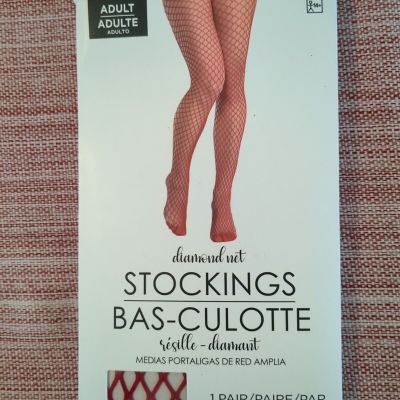 ADULT
ADULTE
ADULTO
14+
diamond net
STOCKINGS
BAS-CULOTTE
résille - diamant
MEDIAS PORTALIGAS DE RED AMPLIA
1 PAIR/PAIRE/PAR